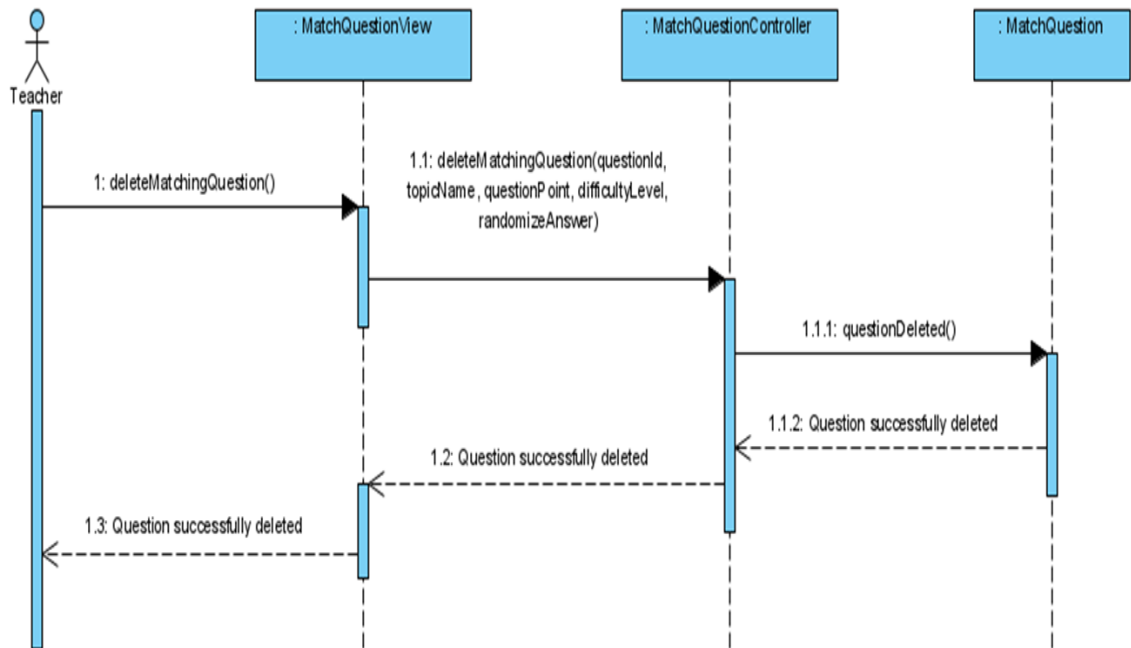 : MatchQuestionView
: MatchQuestionController
: MatchQuestion
Teacher
1: deleteMatchingQuestion()
1.1: deleteMatchingQuestion(questionId,
topicName, questionPoint, difficultyLevel,
randomizeAnswer)
1.1.1: questionDeleted()
1.1.2: Question successfully deleted
1.2: Question successfully deleted
1.3: Question successfully deleted